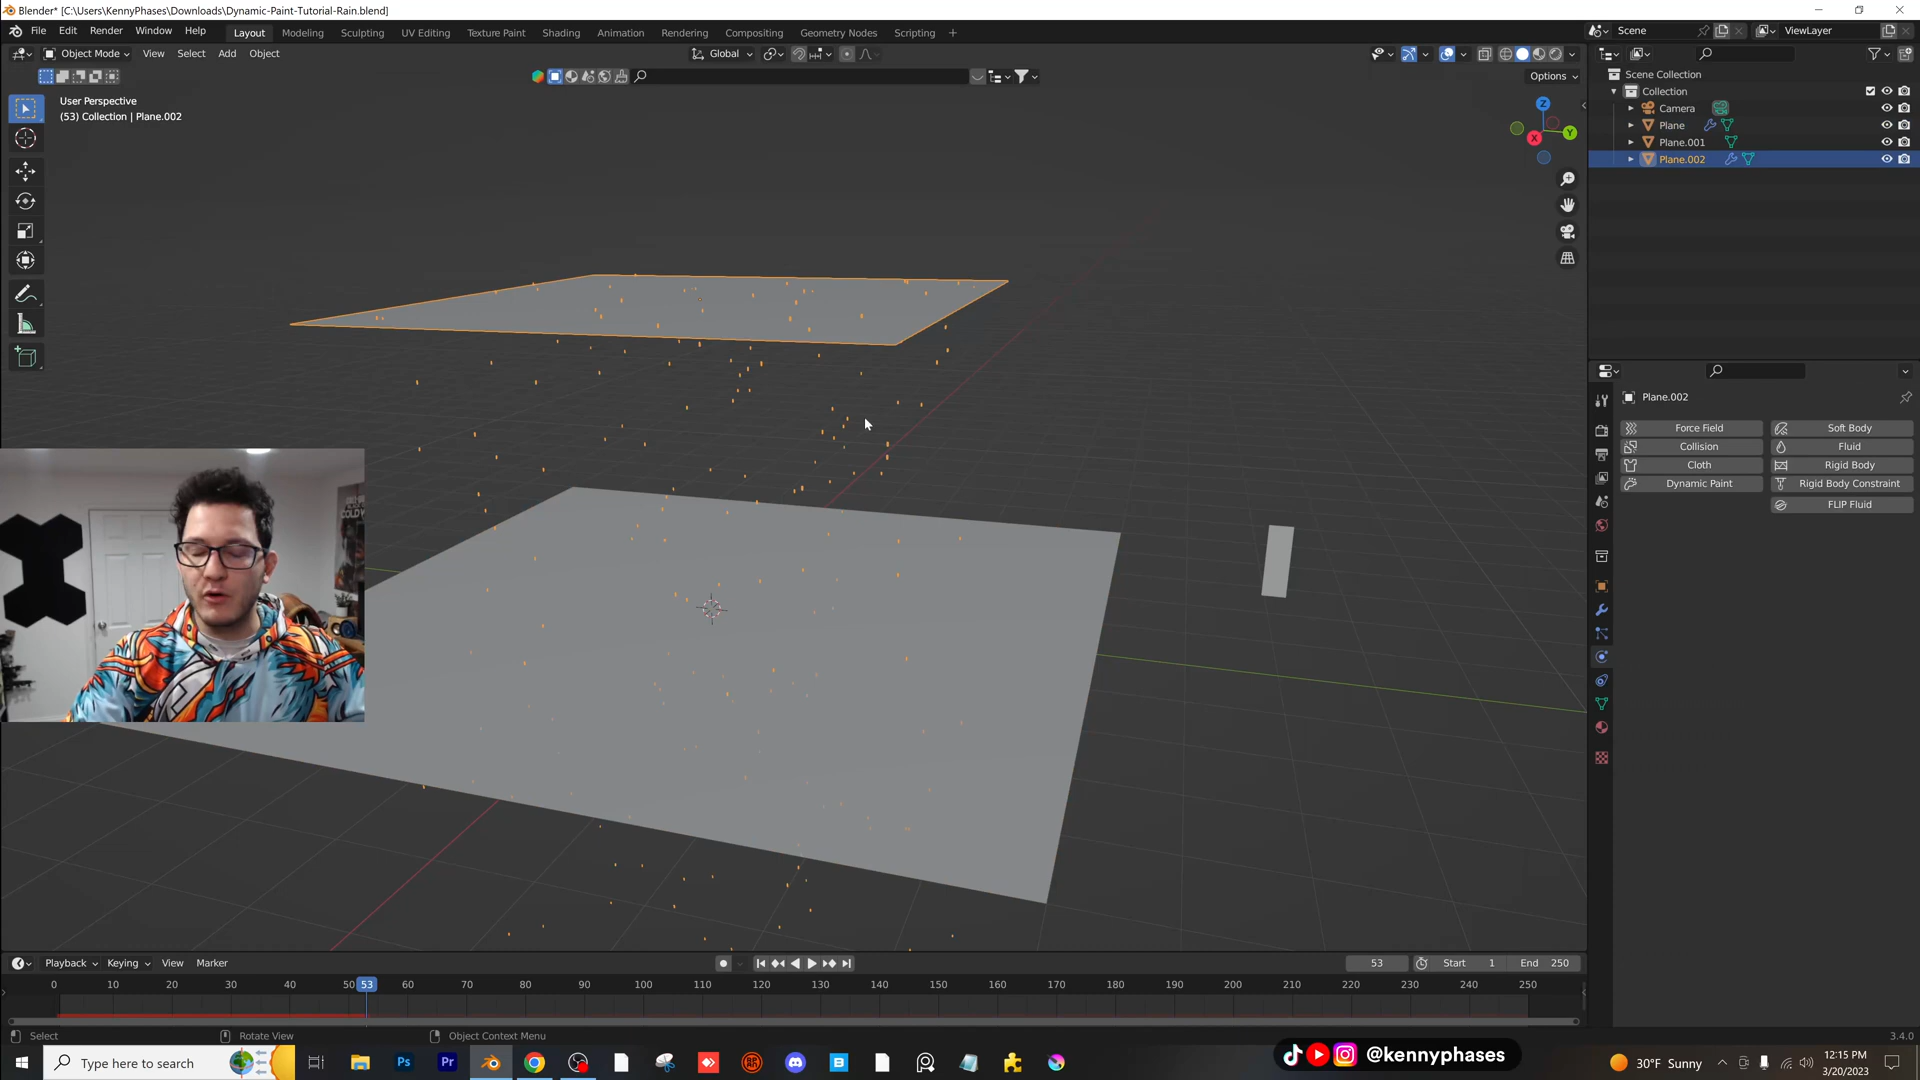 Blender* [C:\Users\KennyPhases\Downloads\Dynamic-Paint-Tutorial-Rain.blend]
File Edit Render Window Help Layout Modeling Sculpting UV Editing Texture Paint Shading Animation Rendering Compositing Geometry Nodes Scripting + Scene ViewLayer
Object Mode View Select Add Object Global
Options
User Perspective
(53) Collection | Plane.002
Z
Y
X
Scene Collection
Collection
Camera
Plane
Plane.001
Plane.002
Plane.002
Force Field Soft Body
Collision Fluid
Cloth Rigid Body
Dynamic Paint Rigid Body Constraint
FLIP Fluid
Playback Keying View Marker 53 Start 1 End 250
0 10 20 30 40 50 53 60 70 80 90 100 110 120 130 140 150 160 170 180 190 200 210 220 230 240 250
Select Rotate View Object Context Menu 3.4.0
Type here to search Ps Pr @kennyphases 30°F Sunny 12:15 PM
3/20/2023